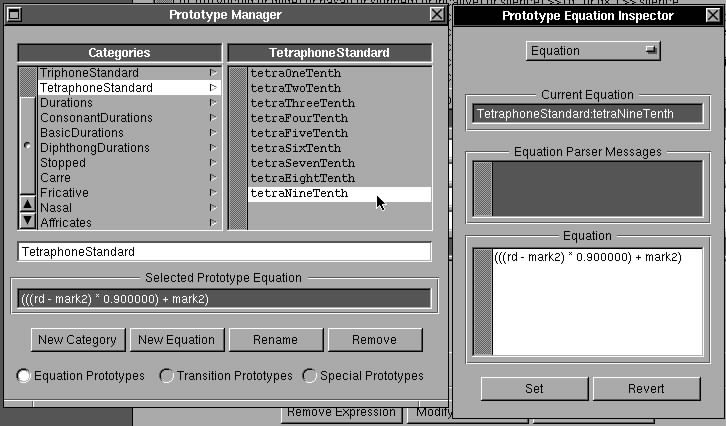 Prototype Manager
Categories
TetraphoneStandard
TriphoneStandard
TetraphoneStandard
Durations
ConsonantDurations
BasicDurations
DiphthongDurations
Stopped
Carre
Fricative
Nasal
Affricates
tetraOneTenth
tetraTwoTenth
tetraThreeTenth
tetraFourTenth
tetraFiveTenth
tetraSixTenth
tetraSevenTenth
tetraEightTenth
tetraNineTenth
TetraphoneStandard
Selected Prototype Equation
(((rd - mark2) * 0.900000) + mark2)
New Category
New Equation
Rename
Remove
Equation Prototypes
Transition Prototypes
Special Prototypes
Remove Expression
Modify
Prototype Equation Inspector
Equation
Current Equation
TetraphoneStandard:tetraNineTenth
Equation Parser Messages
Equation
(((rd - mark2) * 0.900000) + mark2)
Set
Revert